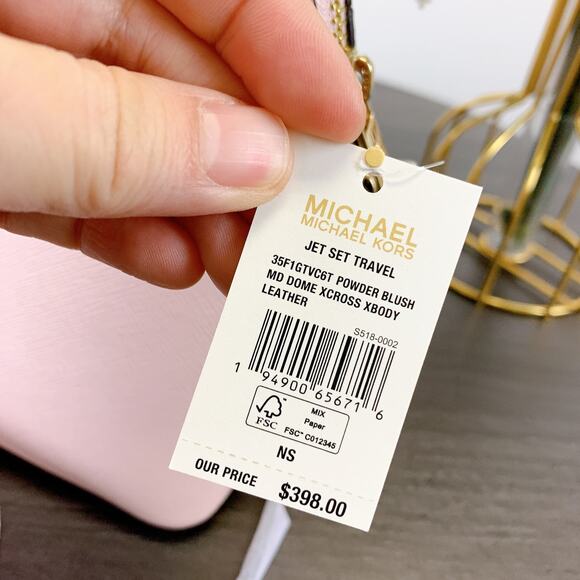 MICHAEL
MICHAEL KORS
JET SET TRAVEL
35F1GTVC6T POWDER BLUSH
MD DOME XCROSS XBODY
LEATHER
S518-0002
1 94900 65671 6
FSC
MIX
Paper
FSC™ C012345
NS
OUR PRICE $398.00